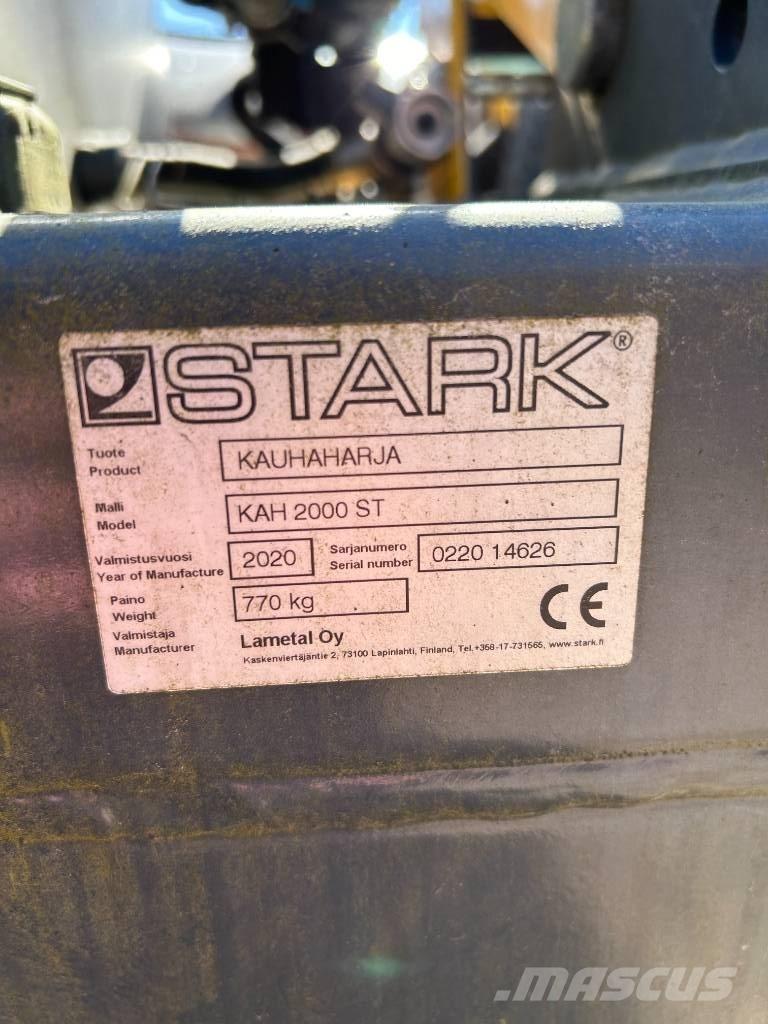 STARK®
Tuote
Product
KAUHAHARJA
Malli
Model
KAH 2000 ST
Valmistusvuosi
Year of Manufacture
2020
Sarjanumero
Serial number
0220 14626
Paino
Weight
770 kg
CE
Valmistaja
Manufacturer
Lametal Oy
Kaskenviertäjäntie 2, 73100 Lapinlahti, Finland, Tel.+358-17-731565, www.stark.fi
MASCUS